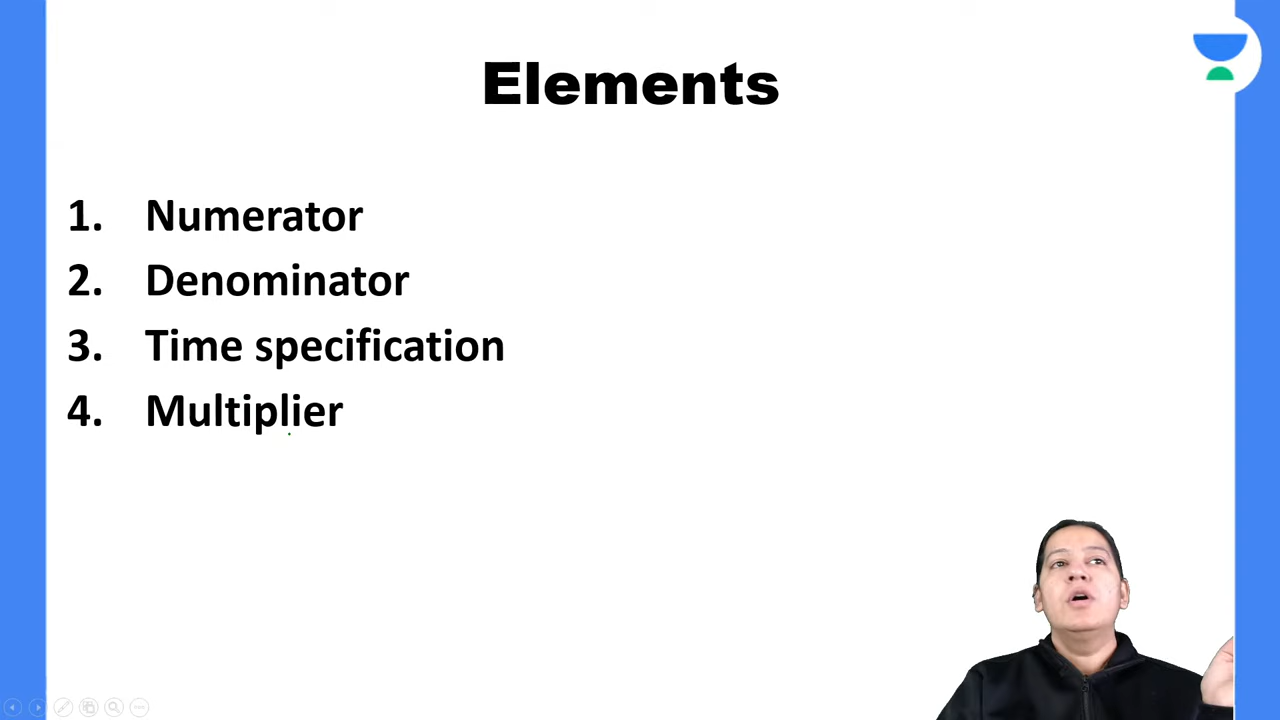 Elements
1. Numerator
2. Denominator
3. Time specification
4. Multiplier